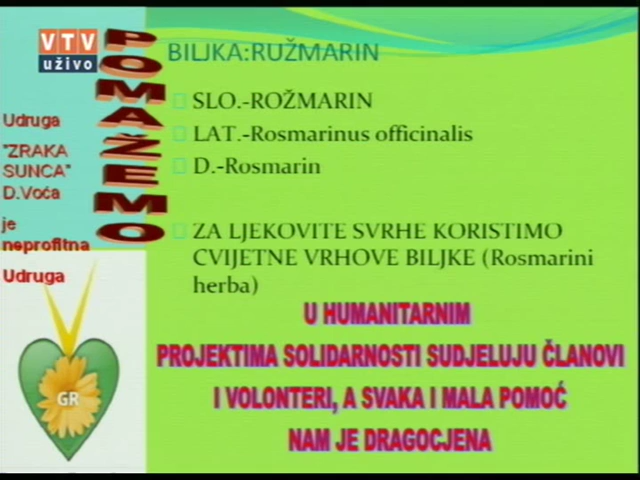 VTV
uživo
POMAŽEMO
Udruga
"ZRAKA
SUNCA"
D.Voća
je
neprofitna
Udruga
GR
BILJKA:RUŽMARIN
SLO.-ROŽMARIN
LAT.-Rosmarinus officinalis
D.-Rosmarin
ZA LJEKOVITE SVRHE KORISTIMO
CVIJETNE VRHOVE BILJKE (Rosmarini
herba)
U HUMANITARNIM
PROJEKTIMA SOLIDARNOSTI SUDJELUJU ČLANOVI
I VOLONTERI, A SVAKA I MALA POMOĆ
NAM JE DRAGOCJENA